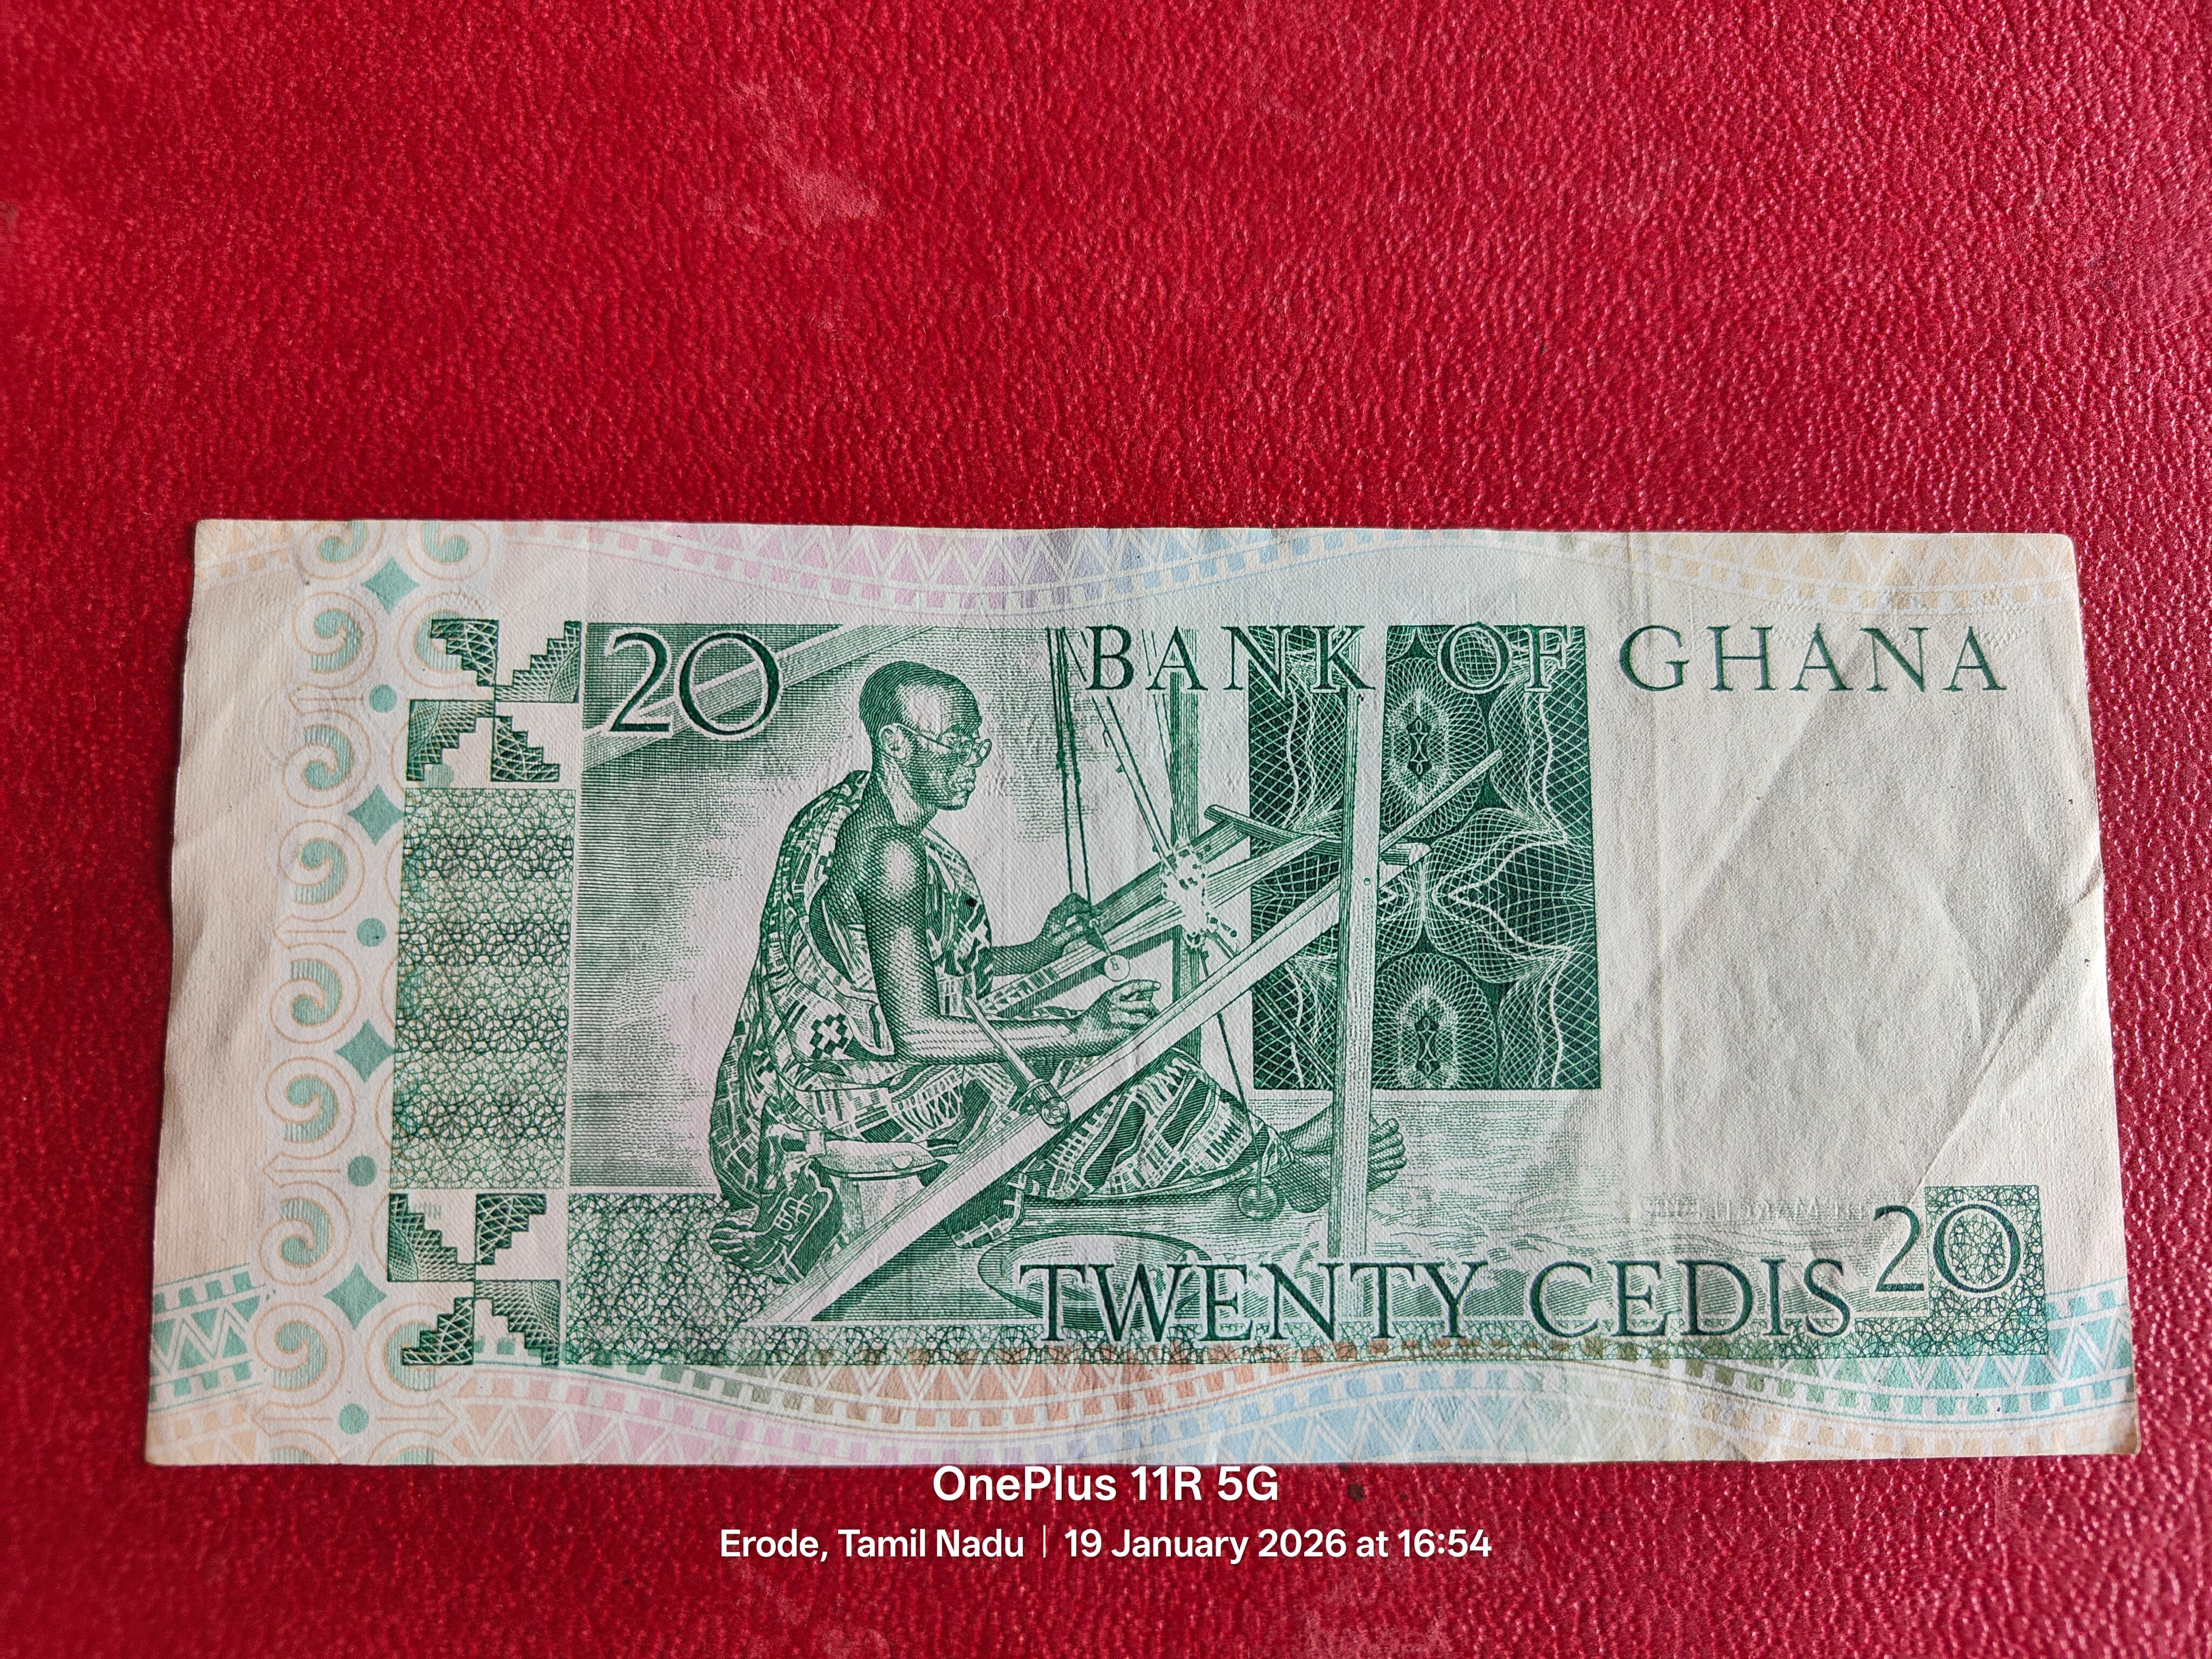 20
BANK OF GHANA
TWENTY CEDIS 20
OnePlus 11R 5G
Erode, Tamil Nadu | 19 January 2026 at 16:54